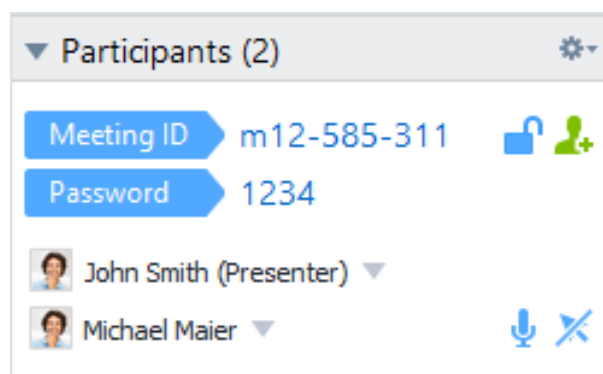 Participants (2)
Meeting ID m12-585-311
Password 1234
John Smith (Presenter)
Michael Maier